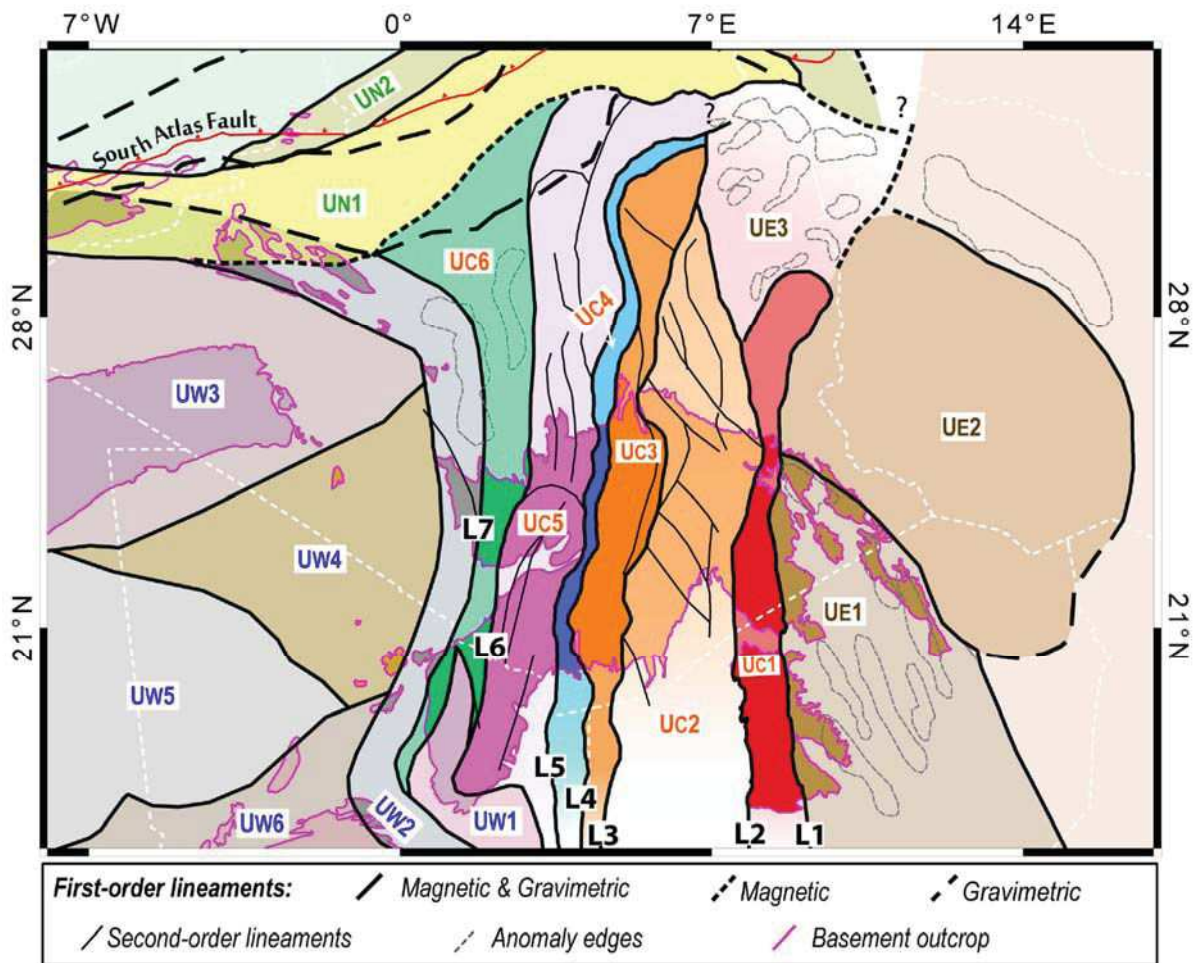 7°W 0° 7°E 14°E
UN2
South Atlas Fault
?
?
UN1
UE3
UC6
28°N
28°N
UC4
UW3
UE2
UC3
UC5
L7
UW4
21°N
21°N
UE1
L6
UC1
UW5
UC2
L5
L4
UW6
UW2
UW1
L3
L2
L1
First-order lineaments: Magnetic & Gravimetric Magnetic Gravimetric
Second-order lineaments Anomaly edges Basement outcrop